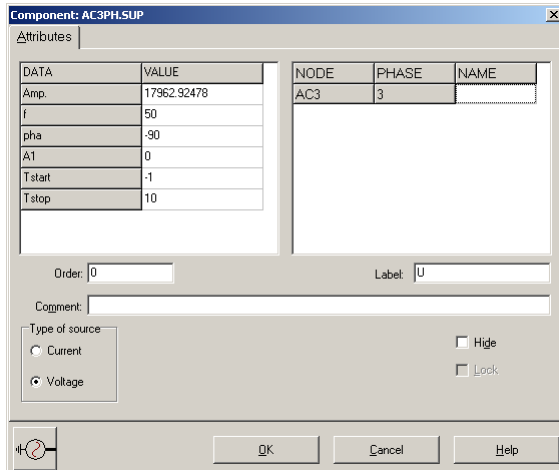 Component: AC3PH.SUP
Attributes
DATA VALUE
Amp. 17962.92478
f 50
pha -90
A1 0
Tstart -1
Tstop 10
NODE PHASE NAME
AC3 3
Order: 0
Label: U
Comment:
Type of source
Current
Voltage
Hide
Lock
OK Cancel Help